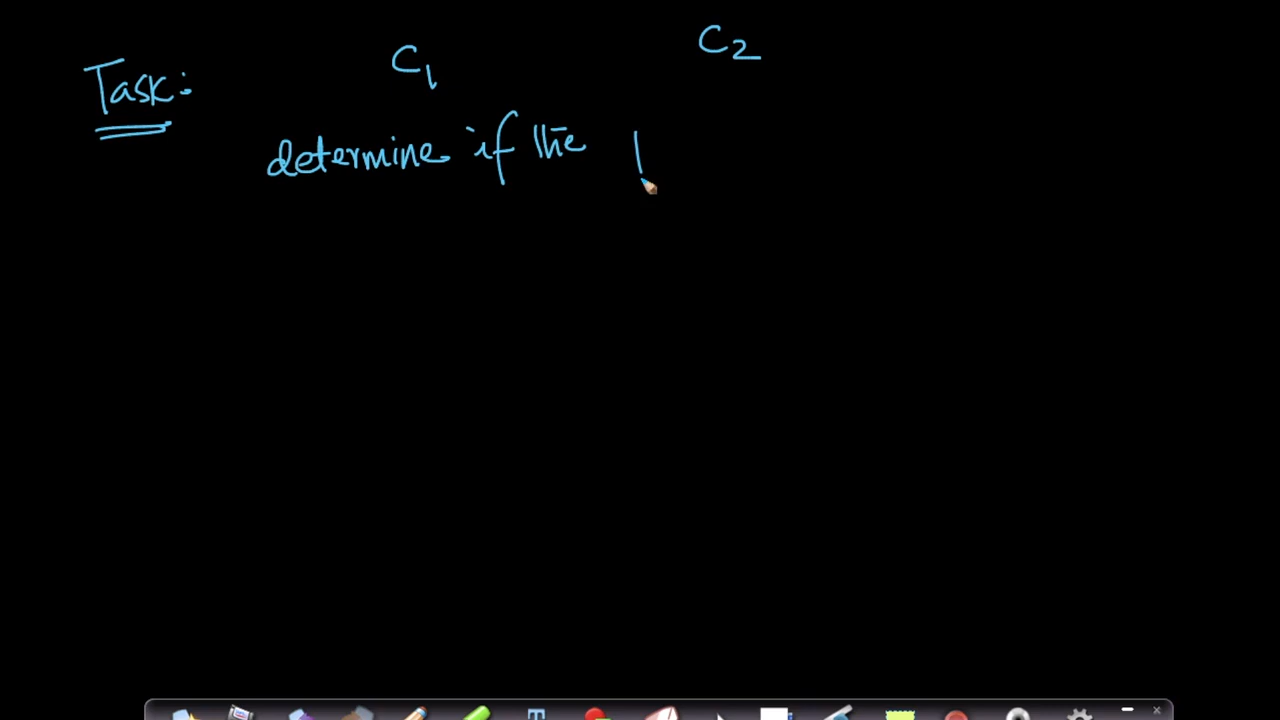 C1 C2
Task:
determine if the